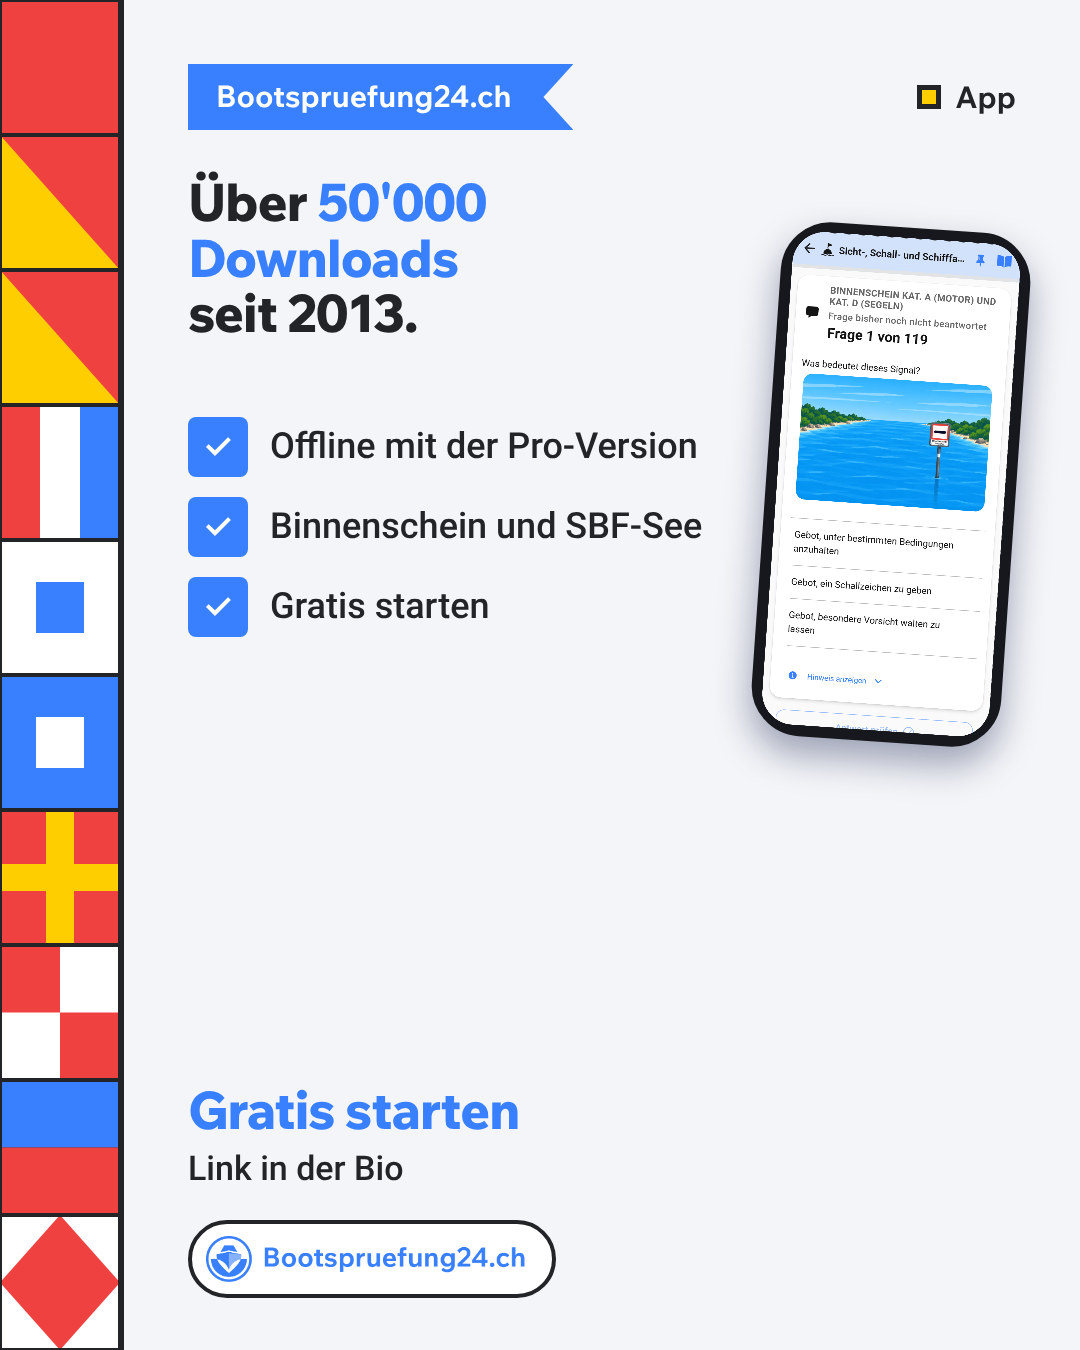 Bootspruefung24.ch
App
Über 50'000
Downloads
seit 2013.
Offline mit der Pro-Version
Binnenschein und SBF-See
Gratis starten
Sicht-, Schall- und Schifffa...
BINNENSCHEIN KAT. A (MOTOR) UND
KAT. D (SEGELN)
Frage bisher noch nicht beantwortet
Frage 1 von 119
Was bedeutet dieses Signal?
Gebot, unter bestimmten Bedingungen
anzuhalten
Gebot, ein Schallzeichen zu geben
Gebot, besondere Vorsicht walten zu
lassen
Hinweis anzeigen
Antwort prüfen
Gratis starten
Link in der Bio
Bootspruefung24.ch